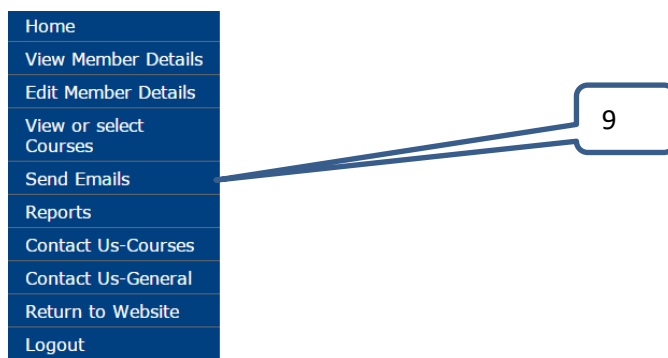 Home
View Member Details
Edit Member Details
View or select
Courses
Send Emails
Reports
Contact Us-Courses
Contact Us-General
Return to Website
Logout
9